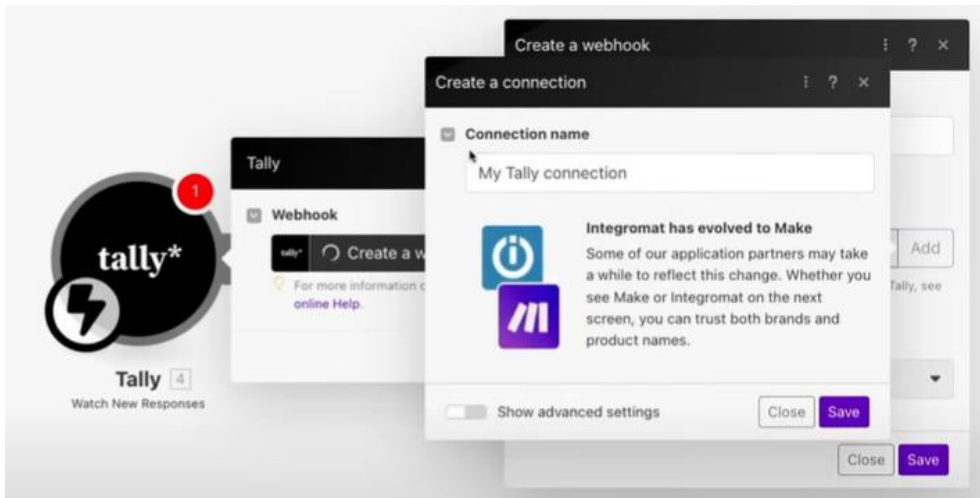 Create a webhook
?
Create a connection
?
Connection name
My Tally connection
Tally
1
Webhook
tally*
Create a w
For more information
online Help.
tally*
Integromat has evolved to Make
Some of our application partners may take
a while to reflect this change. Whether you
see Make or Integromat on the next
screen, you can trust both brands and
product names.
Add
Tally, see
Tally 4
Watch New Responses
Show advanced settings
Close
Save
Close
Save